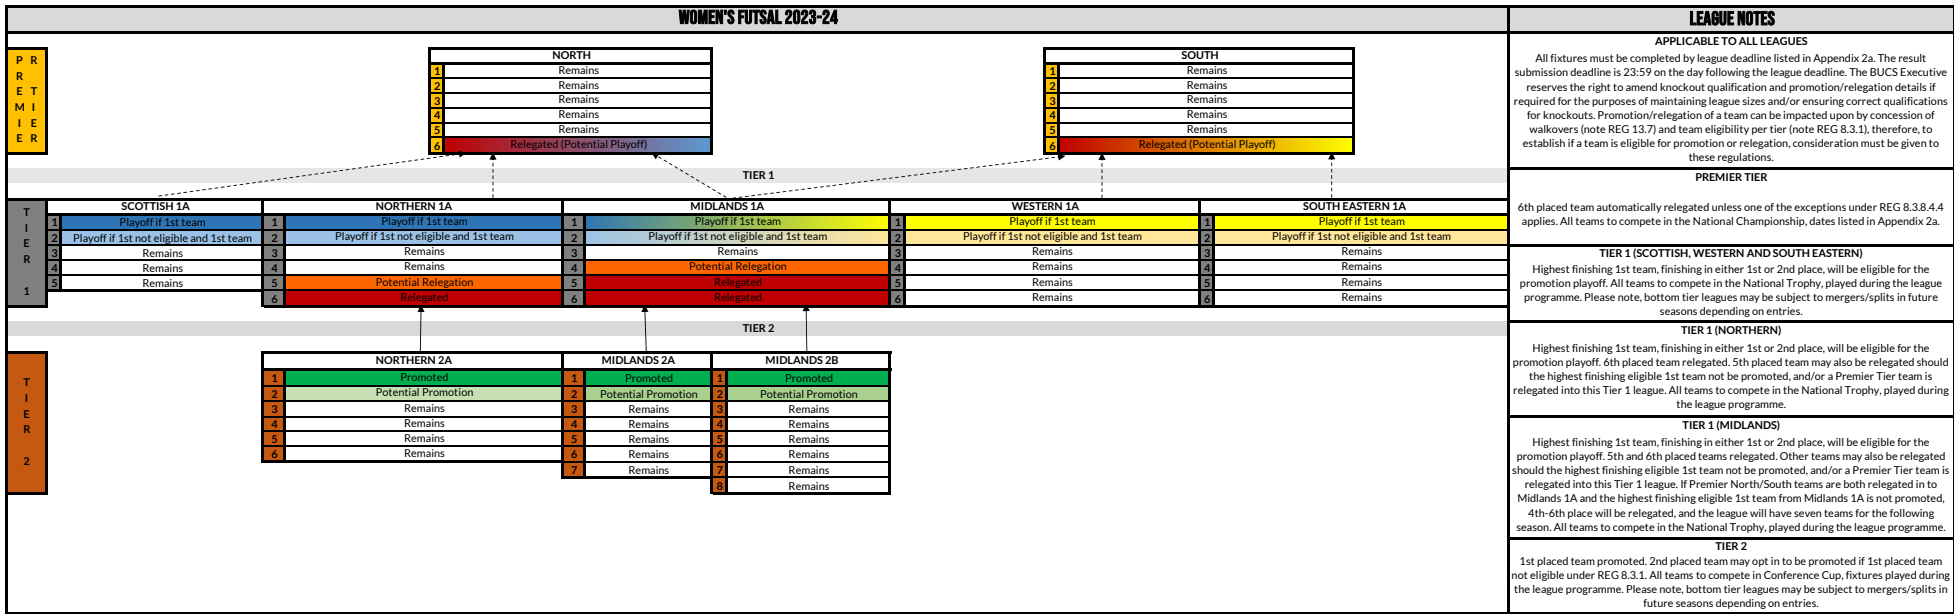 WOMEN'S FUTSAL 2023-24
PREMIER TIER
NORTH
1 Remains
2 Remains
3 Remains
4 Remains
5 Remains
6 Relegated (Potential Playoff)
SOUTH
1 Remains
2 Remains
3 Remains
4 Remains
5 Remains
6 Relegated (Potential Playoff)
TIER 1
TIER 1
SCOTTISH 1A
1 Playoff if 1st team
2 Playoff if 1st not eligible and 1st team
3 Remains
4 Remains
5 Remains
NORTHERN 1A
1 Playoff if 1st team
2 Playoff if 1st not eligible and 1st team
3 Remains
4 Remains
5 Potential Relegation
6 Relegated
MIDLANDS 1A
1 Playoff if 1st team
2 Playoff if 1st not eligible and 1st team
3 Remains
4 Potential Relegation
5 Relegated
6 Relegated
WESTERN 1A
1 Playoff if 1st team
2 Playoff if 1st not eligible and 1st team
3 Remains
4 Remains
5 Remains
6 Remains
SOUTH EASTERN 1A
1 Playoff if 1st team
2 Playoff if 1st not eligible and 1st team
3 Remains
4 Remains
5 Remains
6 Remains
TIER 2
TIER 2
NORTHERN 2A
1 Promoted
2 Potential Promotion
3 Remains
4 Remains
5 Remains
6 Remains
MIDLANDS 2A
1 Promoted
2 Potential Promotion
3 Remains
4 Remains
5 Remains
6 Remains
7 Remains
MIDLANDS 2B
1 Promoted
2 Potential Promotion
3 Remains
4 Remains
5 Remains
6 Remains
7 Remains
8 Remains
LEAGUE NOTES
APPLICABLE TO ALL LEAGUES
All fixtures must be completed by league deadline listed in Appendix 2a. The result
submission deadline is 23:59 on the day following the league deadline. The BUCS Executive
reserves the right to amend knockout qualification and promotion/relegation details if
required for the purposes of maintaining league sizes and/or ensuring correct qualifications
for knockouts. Promotion/relegation of a team can be impacted upon by concession of
walkovers (note REG 13.7) and team eligibility per tier (note REG 8.3.1), therefore, to
establish if a team is eligible for promotion or relegation, consideration must be given to
these regulations.
PREMIER TIER
6th placed team automatically relegated unless one of the exceptions under REG 8.3.8.4.4
applies. All teams to compete in the National Championship, dates listed in Appendix 2a.
TIER 1 (SCOTTISH, WESTERN AND SOUTH EASTERN)
Highest finishing 1st team, finishing in either 1st or 2nd place, will be eligible for the
promotion playoff. All teams to compete in the National Trophy, played during the league
programme. Please note, bottom tier leagues may be subject to mergers/splits in future
seasons depending on entries.
TIER 1 (NORTHERN)
Highest finishing 1st team, finishing in either 1st or 2nd place, will be eligible for the
promotion playoff. 6th placed team relegated. 5th placed team may also be relegated should
the highest finishing eligible 1st team not be promoted, and/or a Premier Tier team is
relegated into this Tier 1 league. All teams to compete in the National Trophy, played during
the league programme.
TIER 1 (MIDLANDS)
Highest finishing 1st team, finishing in either 1st or 2nd place, will be eligible for the
promotion playoff. 5th and 6th placed teams relegated. Other teams may also be relegated
should the highest finishing eligible 1st team not be promoted, and/or a Premier Tier team is
relegated into this Tier 1 league. If Premier North/South teams are both relegated in to
Midlands 1A and the highest finishing eligible 1st team from Midlands 1A is not promoted,
4th-6th place will be relegated, and the league will have seven teams for the following
season. All teams to compete in the National Trophy, played during the league programme.
TIER 2
1st placed team promoted. 2nd placed team may opt in to be promoted if 1st placed team
not eligible under REG 8.3.1. All teams to compete in Conference Cup, fixtures played during
the league programme. Please note, bottom tier leagues may be subject to mergers/splits in
future seasons depending on entries.